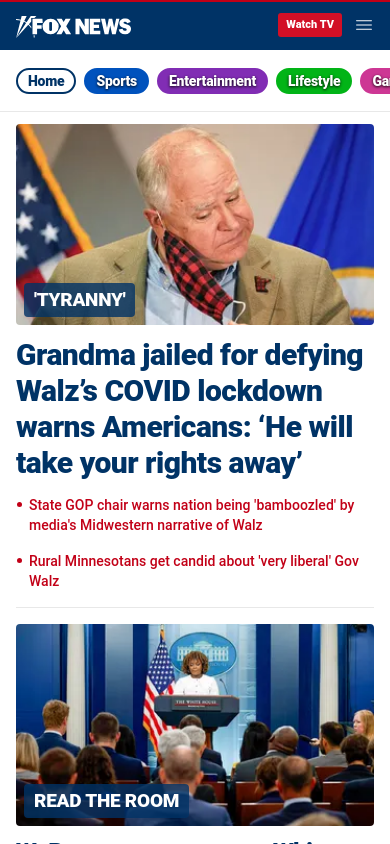 FOX NEWS
Watch TV
Home
Sports
Entertainment
Lifestyle
'TYRANNY'
Grandma jailed for defying
Walz’s COVID lockdown
warns Americans: ‘He will
take your rights away’
State GOP chair warns nation being 'bamboozled' by
media's Midwestern narrative of Walz
Rural Minnesotans get candid about 'very liberal' Gov
Walz
THE WHITE HOUSE
READ THE ROOM